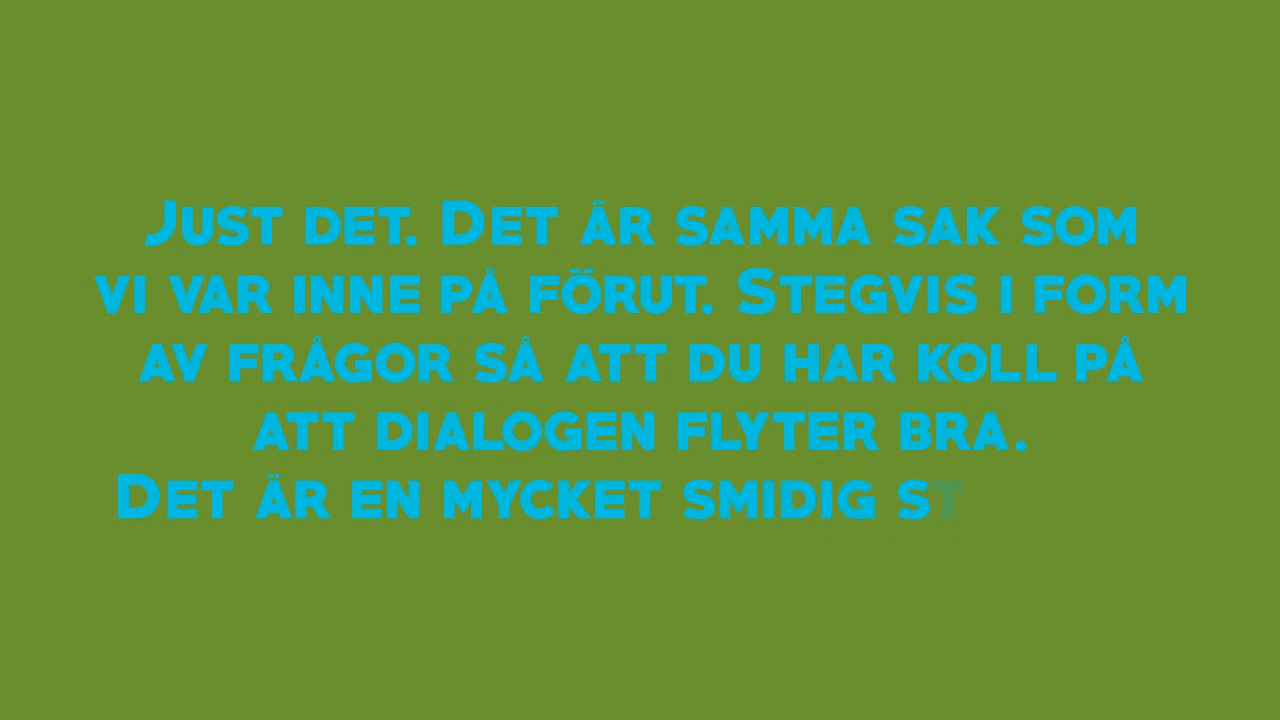 Just det. Det är samma sak som
vi var inne på förut. Stegvis i form
av frågor så att du har koll på
att dialogen flyter bra.
Det är en mycket smidig st